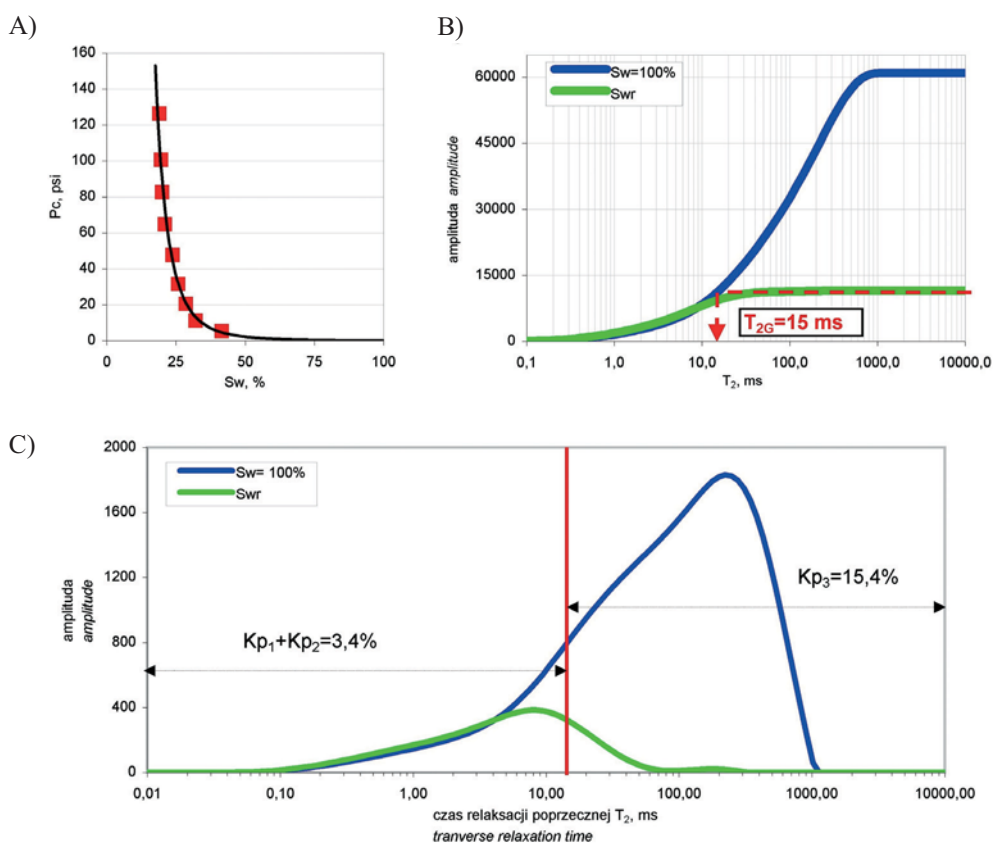 A)
160
140
120
100
80
60
40
20
0
Pc, psi
0
25
50
75
100
Sw, %
B)
Sw=100%
Swr
60000
45000
30000
15000
0
amplituda amplitude
T2G=15 ms
0,1
1,0
10,0
100,0
1000,0
10000,0
T2, ms
C)
2000
1600
1200
800
400
0
Sw= 100%
Swr
amplituda
amplitude
Kp3=15,4%
Kp1+Kp2=3,4%
0,01
0,10
1,00
10,00
100,00
1000,00
10000,00
czas relaksacji poprzecznej T2, ms
tranverse relaxation time